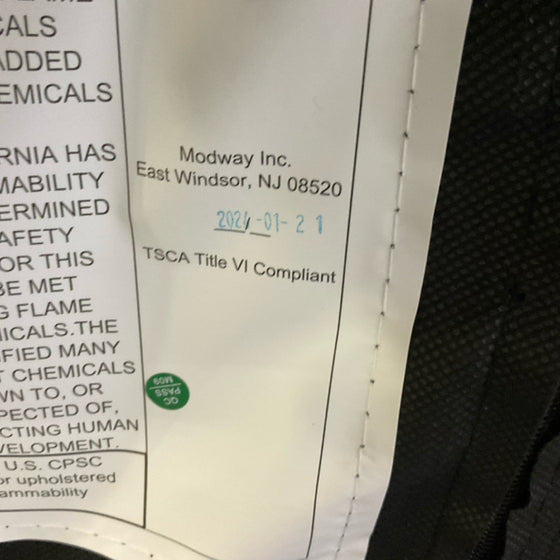 CALS
ADDED
EMICALS
RNIA HAS
MABILITY
ERMINED
AFETY
OR THIS
BE MET
G FLAME
ICALS.THE
FIED MANY
T CHEMICALS
WN TO, OR
PECTED OF,
CTING HUMAN
VELOPMENT.
U.S. CPSC
or upholstered
ammability
Modway Inc.
East Windsor, NJ 08520
2024-01-21
TSCA Title VI Compliant
QC
PASS
M09